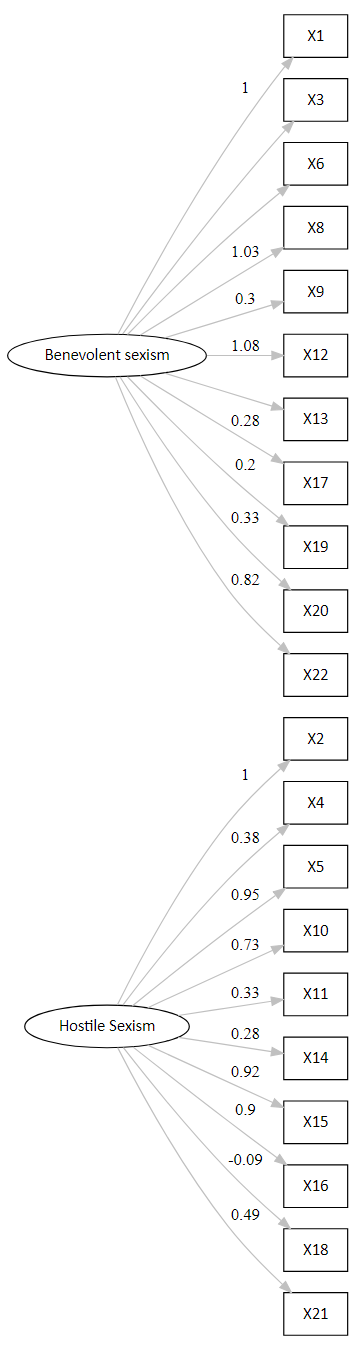 X1
1
X3
X6
X8
1.03
X9
0.3
Benevolent sexism
1.08
X12
X13
0.28
X17
0.2
X19
0.33
X20
0.82
X22
X2
1
X4
0.38
X5
0.95
X10
0.73
X11
0.33
Hostile Sexism
0.28
X14
0.92
X15
0.9
X16
-0.09
X18
0.49
X21